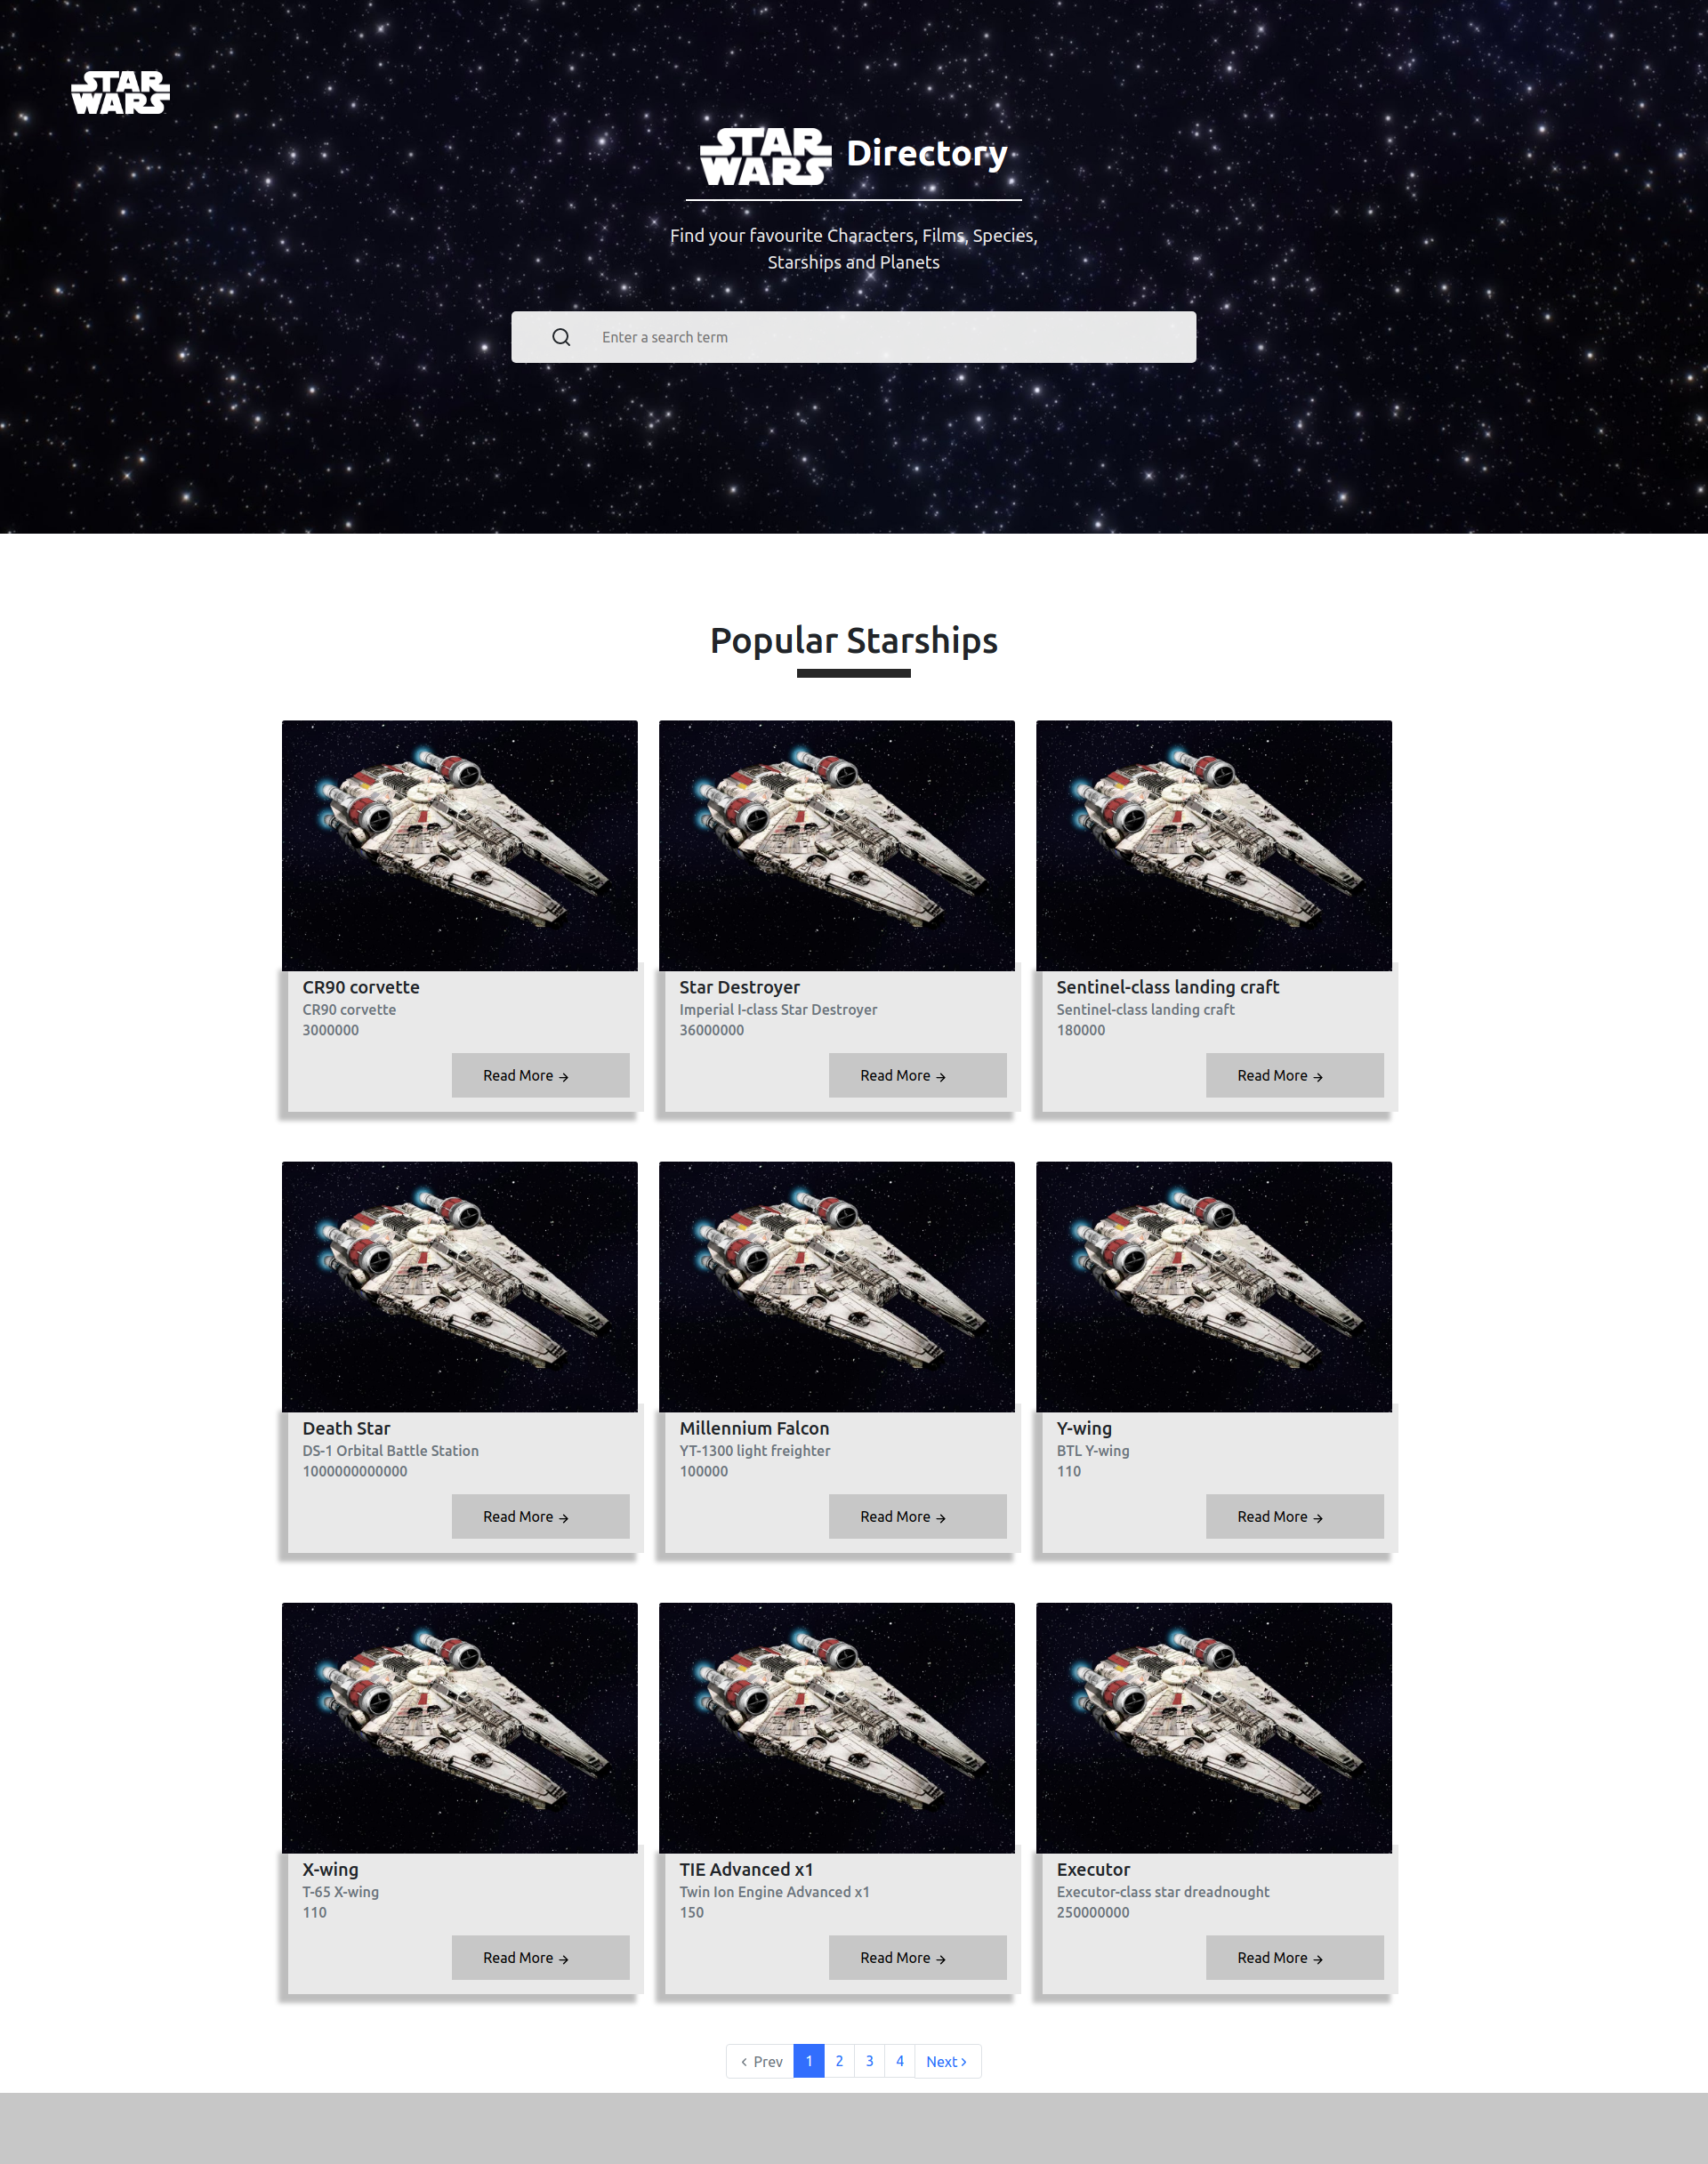 STAR
WARS
STAR
WARS Directory
Find your favourite Characters, Films, Species,
Starships and Planets
Enter a search term
Popular Starships
CR90 corvette
CR90 corvette
3000000
Read More →
Star Destroyer
Imperial I-class Star Destroyer
36000000
Read More →
Sentinel-class landing craft
Sentinel-class landing craft
180000
Read More →
Death Star
DS-1 Orbital Battle Station
1000000000000
Read More →
Millennium Falcon
YT-1300 light freighter
100000
Read More →
Y-wing
BTL Y-wing
110
Read More →
X-wing
T-65 X-wing
110
Read More →
TIE Advanced x1
Twin Ion Engine Advanced x1
150
Read More →
Executor
Executor-class star dreadnought
250000000
Read More →
‹ Prev 1 2 3 4 Next ›